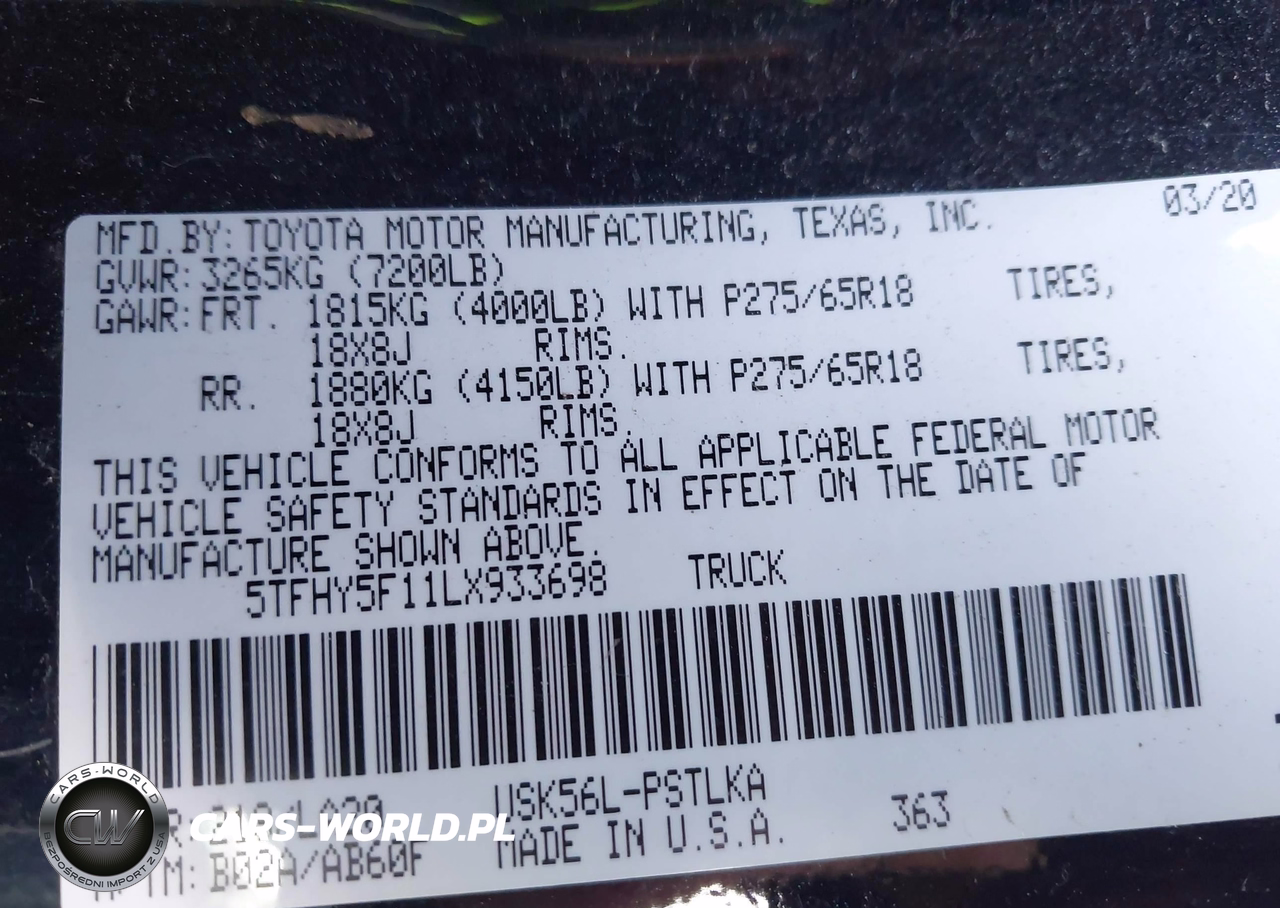 03/20
MFD.BY:TOYOTA MOTOR MANUFACTURING, TEXAS, INC.
GVWR:3265KG (7200LB)
GAWR:FRT. 1815KG (4000LB) WITH P275/65R18 TIRES,
18X8J RIMS.
RR. 1880KG (4150LB) WITH P275/65R18 TIRES,
18X8J RIMS.
THIS VEHICLE CONFORMS TO ALL APPLICABLE FEDERAL MOTOR
VEHICLE SAFETY STANDARDS IN EFFECT ON THE DATE OF
MANUFACTURE SHOWN ABOVE.
5TFHY5F11LX933698 TRUCK
USK56L-PSTLKA
363
B02A/AB60F MADE IN U.S.A.
CARS-WORLD
CW
BEZPOŚREDNI IMPORT Z USA
CARS-WORLD.PL